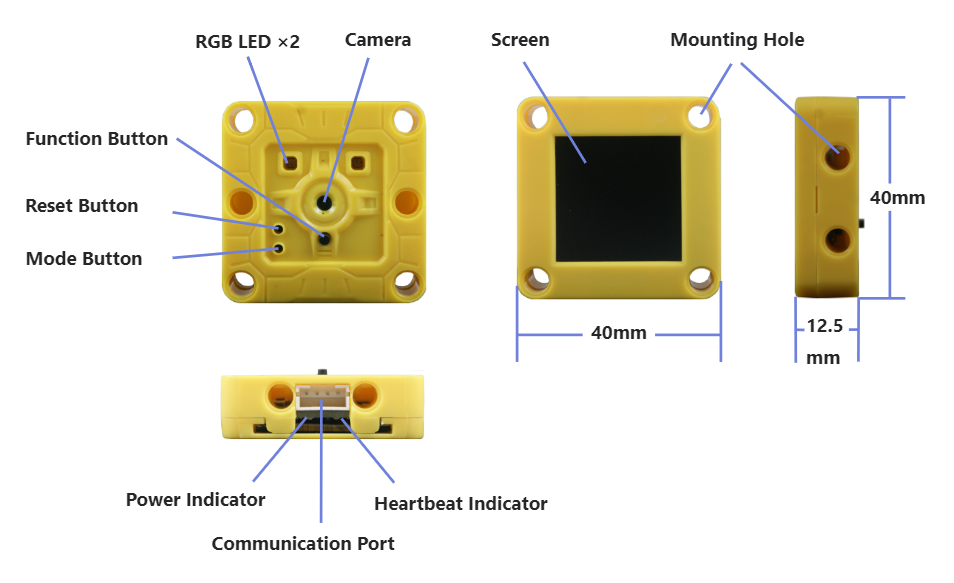 RGB LED ×2
Camera
Screen
Mounting Hole
Function Button
Reset Button
Mode Button
40mm
40mm
12.5
mm
Power Indicator
Heartbeat Indicator
Communication Port